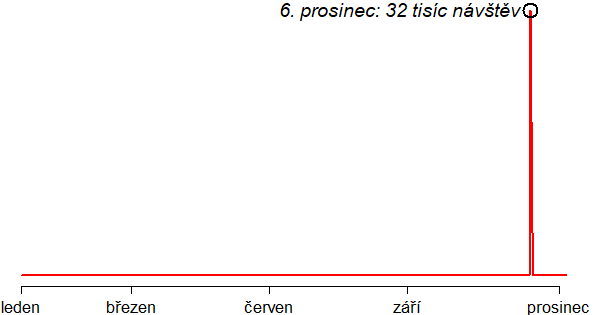 6. prosinec: 32 tisíc návštěv
leden březen červen září prosinec